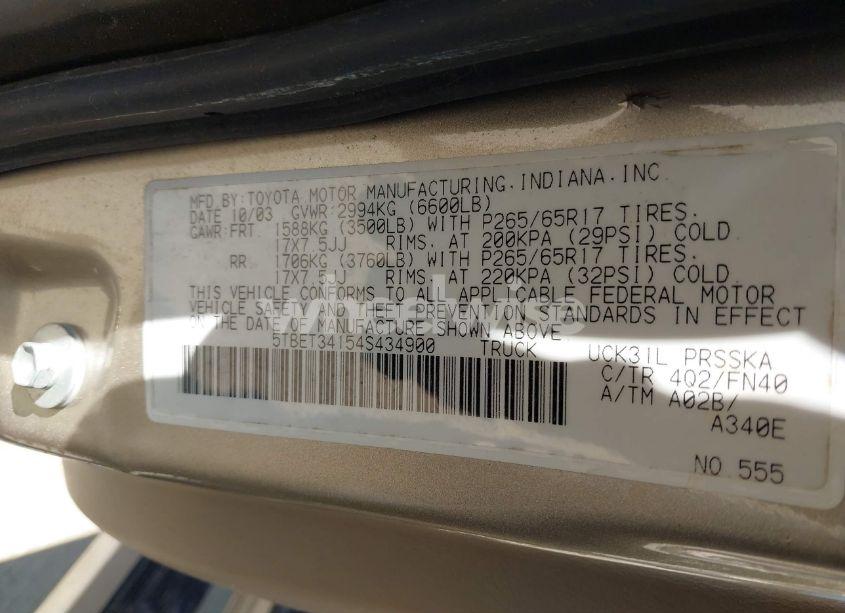 MFD BY: TOYOTA MOTOR MANUFACTURING, INDIANA, INC.
DATE 10/03 GVWR:2994KG (6600LB)
GAWR:FRT. 1588KG (3500LB) WITH P265/65R17 TIRES.
17X7.5JJ RIMS. AT 200KPA (29PSI) COLD
RR. 1706KG (3760LB) WITH P265/65R17 TIRES.
17X7.5JJ RIMS. AT 220KPA (32PSI) COLD
THIS VEHICLE CONFORMS TO ALL APPLICABLE FEDERAL MOTOR
VEHICLE SAFETY AND THEFT PREVENTION STANDARDS IN EFFECT
ON THE DATE OF MANUFACTURE SHOWN ABOVE.
5TBET34154S434900 TRUCK
UCK31L PRSSKA
C/TR 4Q2/FN40
A/TM A02B/
A340E
NO 555